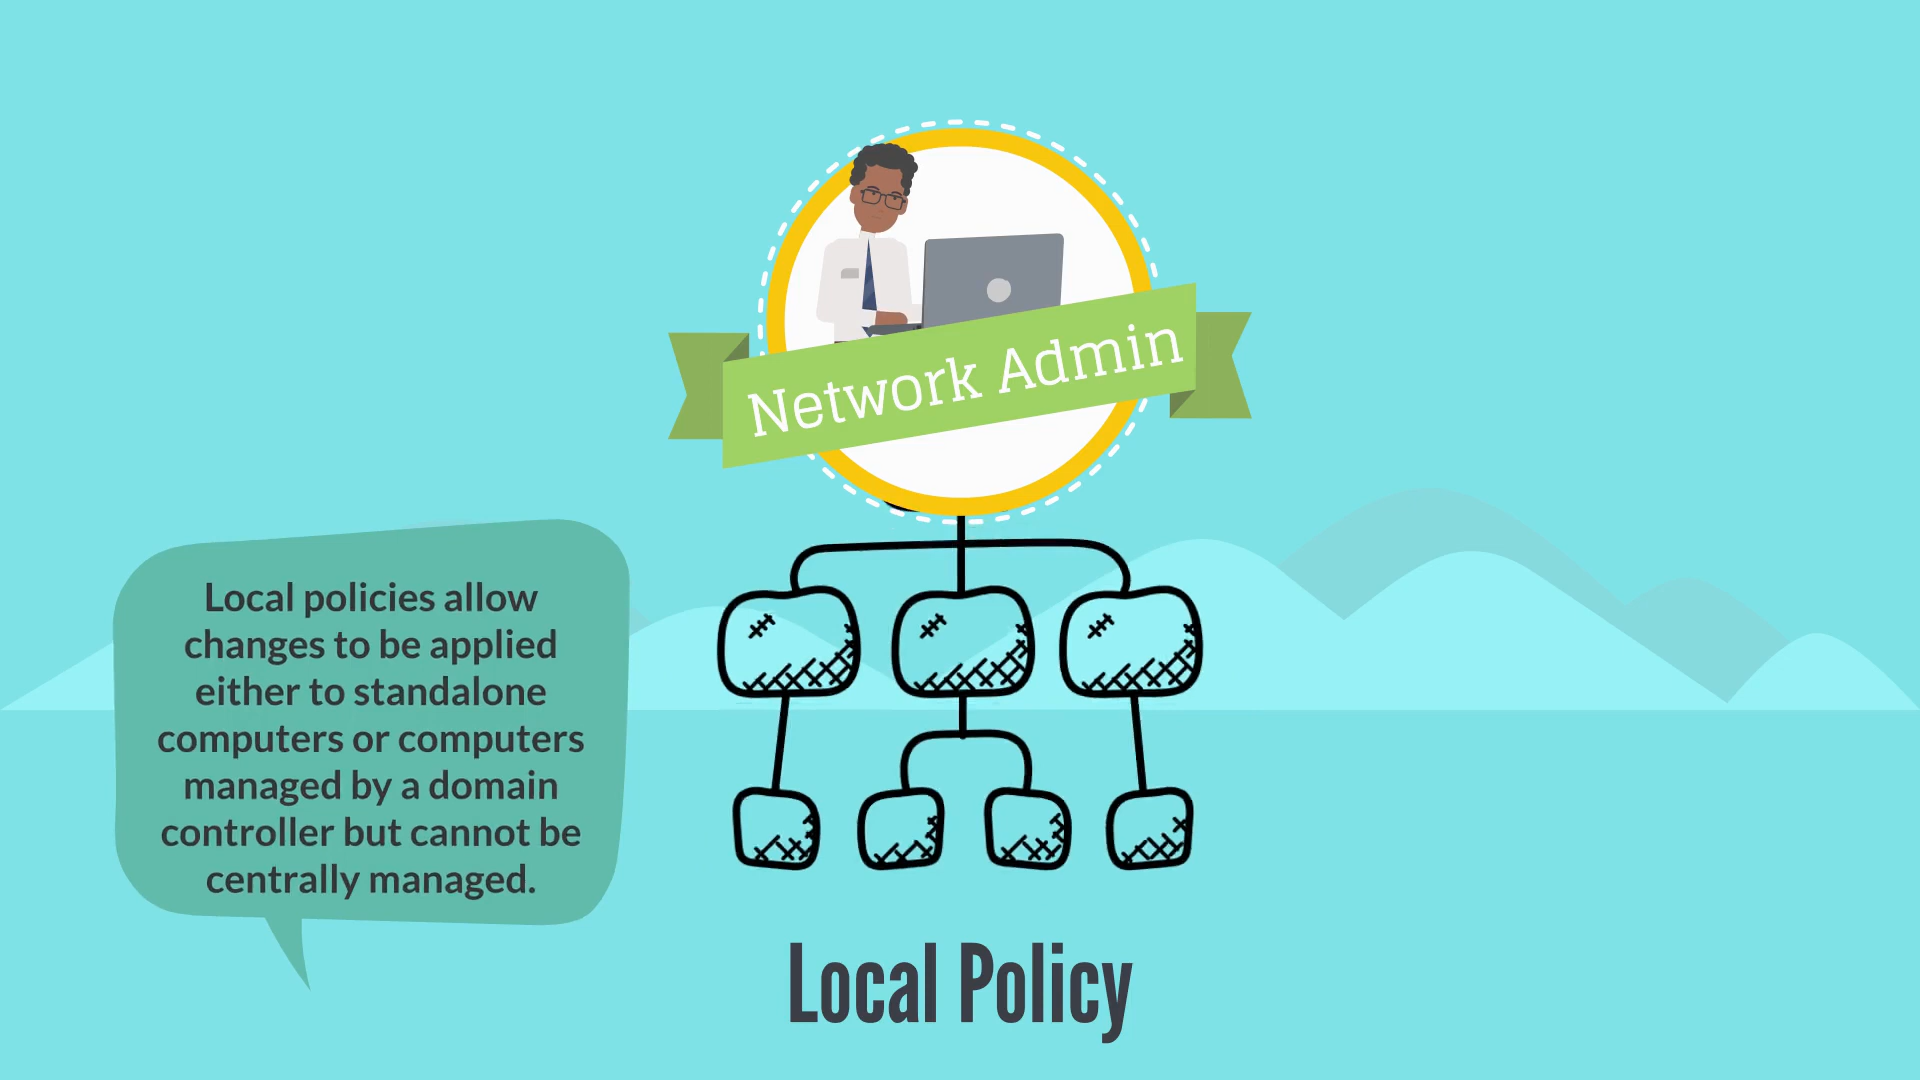 Network Admin
Local policies allow
changes to be applied
either to standalone
computers or computers
managed by a domain
controller but cannot be
centrally managed.
Local Policy